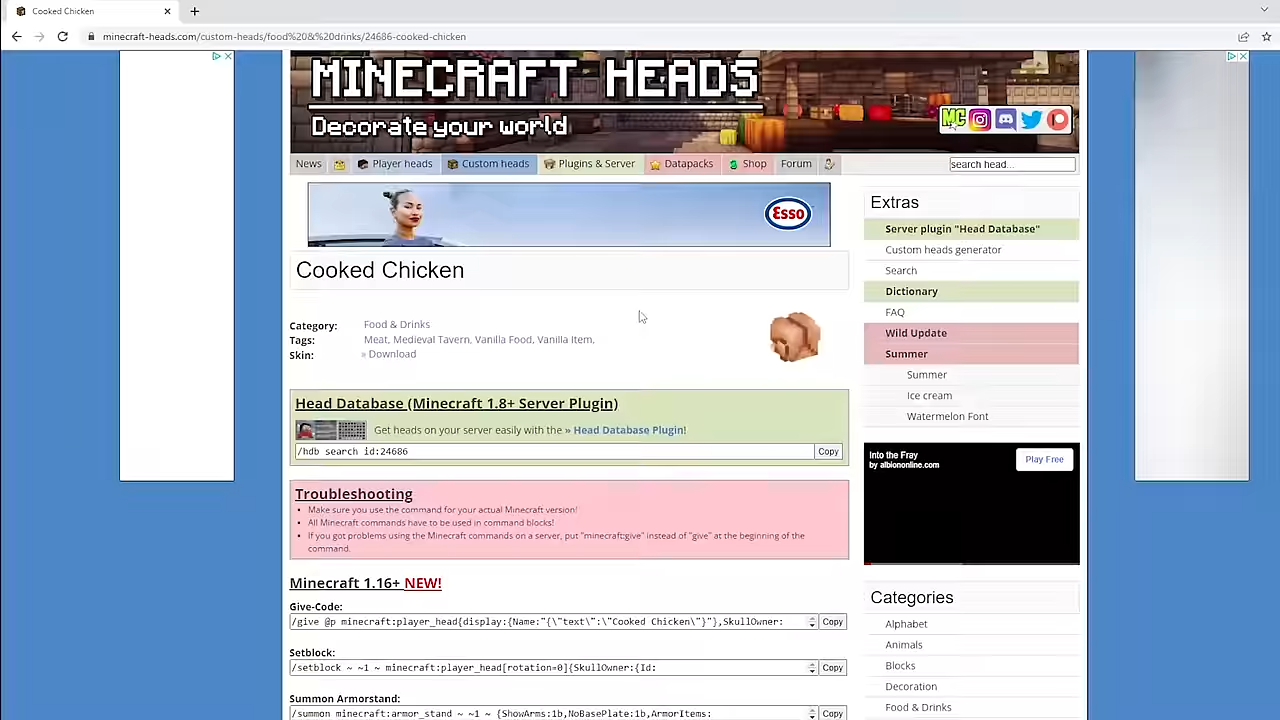 Cooked Chicken
minecraft-heads.com/custom-heads/food%20&%20drinks/24686-cooked-chicken
MINECRAFT HEADS
Decorate your world
MC
News
Player heads
Custom heads
Plugins & Server
Datapacks
Shop
Forum
search head...
Esso
Cooked Chicken
Category: Food & Drinks
Tags: Meat, Medieval Tavern, Vanilla Food, Vanilla Item,
Skin: » Download
Head Database (Minecraft 1.8+ Server Plugin)
Get heads on your server easily with the » Head Database Plugin!
/hdb search id:24686 Copy
Troubleshooting
• Make sure you use the command for your actual Minecraft version!
• All Minecraft commands have to be used in command blocks!
• If you got problems using the Minecraft commands on a server, put "minecraft:give" instead of "give" at the beginning of the
command.
Minecraft 1.16+ NEW!
Give-Code:
/give @p minecraft:player_head{display:{Name:"{\"text\":\"Cooked Chicken\"}"},SkullOwner: Copy
Setblock:
/setblock ~ ~1 ~ minecraft:player_head[rotation=0]{SkullOwner:{Id: Copy
Summon Armorstand:
/summon minecraft:armor_stand ~ ~1 ~ {ShowArms:1b,NoBasePlate:1b,ArmorItems: Copy
Extras
Server plugin "Head Database"
Custom heads generator
Search
Dictionary
FAQ
Wild Update
Summer
Summer
Ice cream
Watermelon Font
Into the Fray
by albiononline.com
Play Free
Categories
Alphabet
Animals
Blocks
Decoration
Food & Drinks